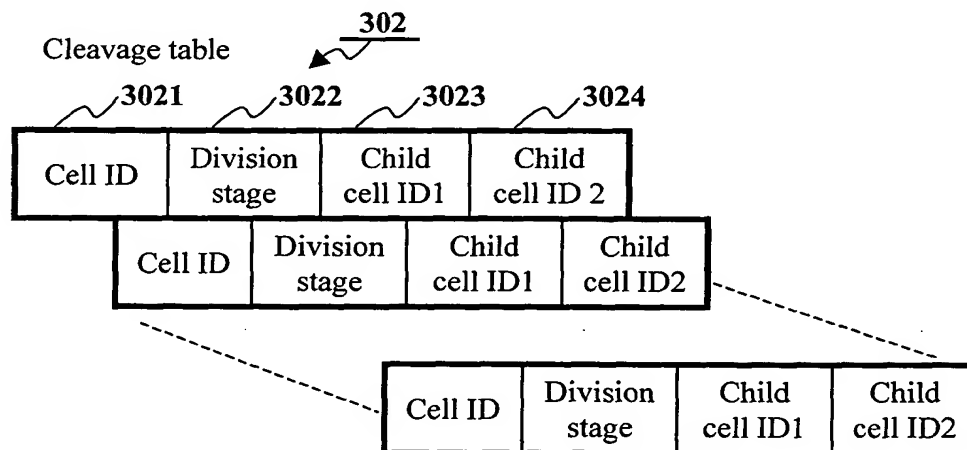 302
Cleavage table
3021 3022 3023 3024
Cell ID Division stage Child cell ID1 Child cell ID 2
Cell ID Division stage Child cell ID1 Child cell ID2
Cell ID Division stage Child cell ID1 Child cell ID2